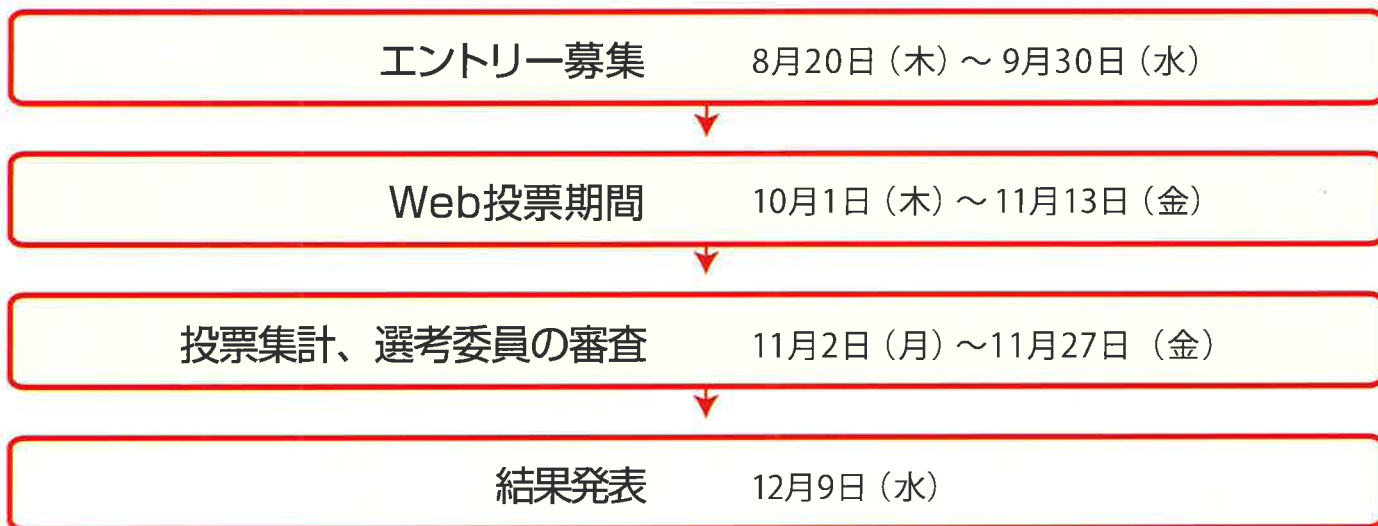 エントリー募集 8月20日（木）～9月30日（水）
Web投票期間 10月1日（木）～11月13日（金）
投票集計、選考委員の審査 11月2日（月）～11月27日（金）
結果発表 12月9日（水）